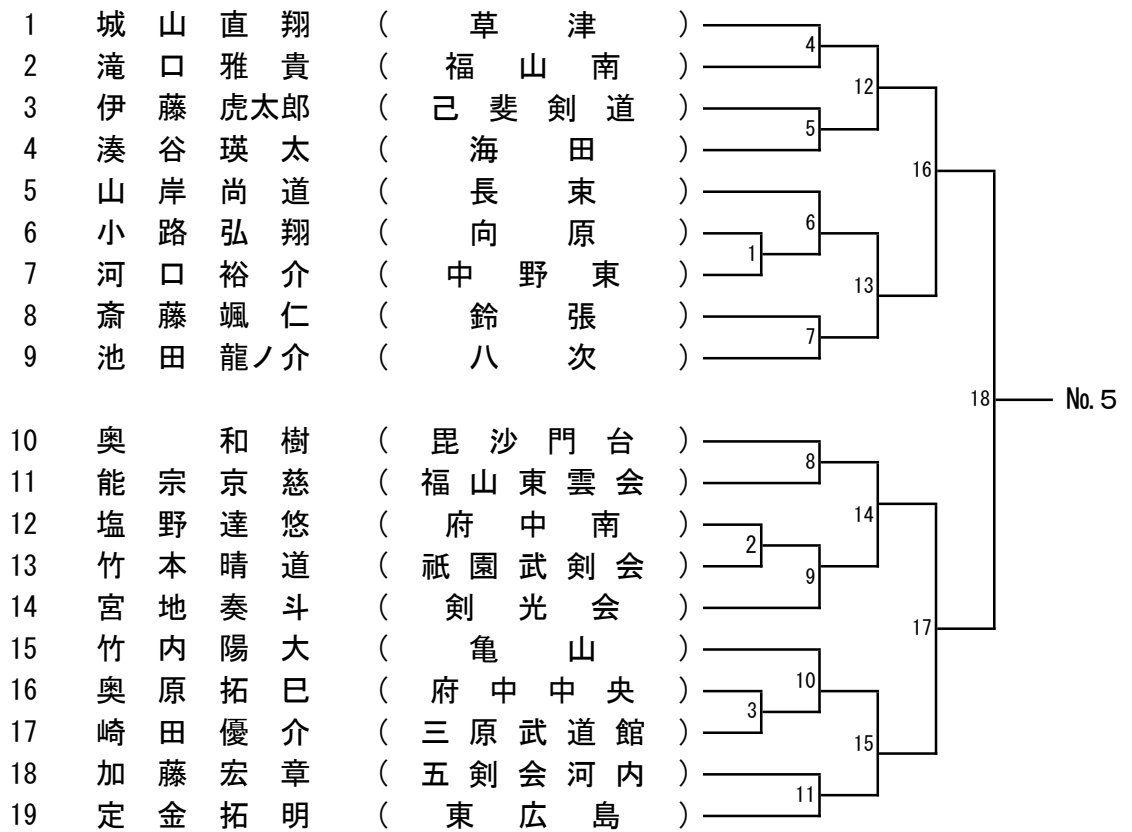 1 城山直翔 (草津)
2 滝口雅貴 (福山南)
3 伊藤虎太郎 (己斐剣道)
4 湊谷瑛太 (海田)
5 山岸尚道 (長束)
6 小路弘翔 (向原)
7 河口裕介 (中野東)
8 斎藤颯仁 (鈴張)
9 池田龍ノ介 (八次)
10 奥和樹 (毘沙門台)
11 能宗京慈 (福山東雲会)
12 塩野達悠 (府中南)
13 竹本晴道 (祇園武剣会)
14 宮地奏斗 (剣光会)
15 竹内陽大 (亀山)
16 奥原拓巳 (府中中央)
17 崎田優介 (三原武道館)
18 加藤宏章 (五剣会河内)
19 定金拓明 (東広島)
1
2
3
4
5
6
7
8
9
10
11
12
13
14
15
16
17
18
№5